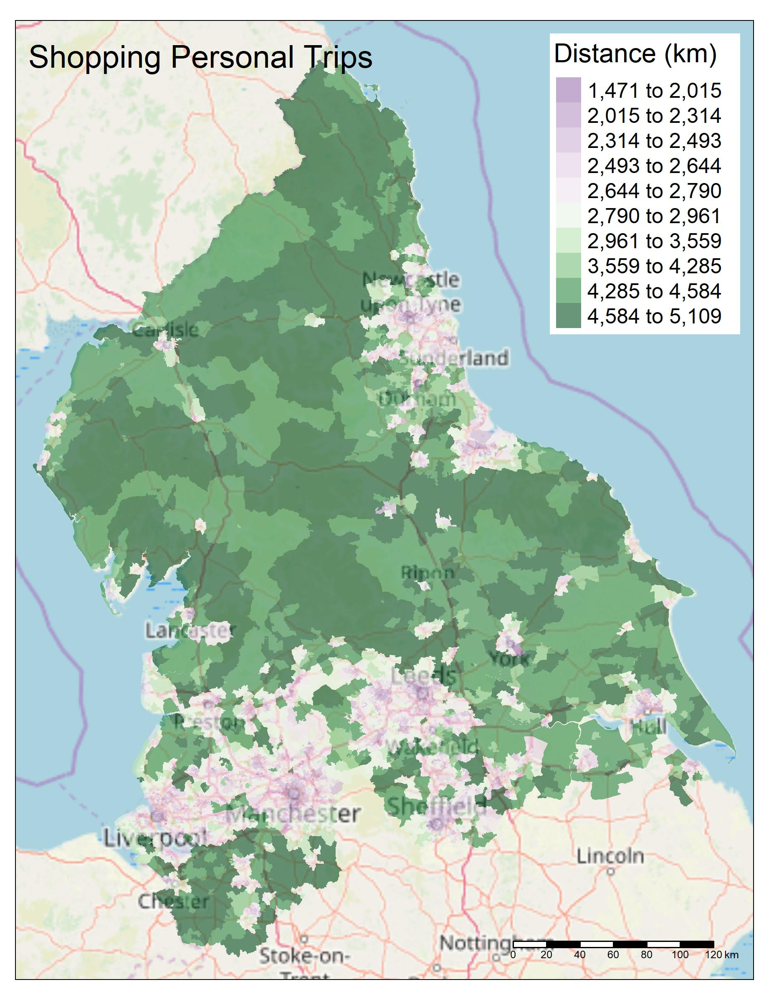 Shopping Personal Trips
Distance (km)
1,471 to 2,015
2,015 to 2,314
2,314 to 2,493
2,493 to 2,644
2,644 to 2,790
2,790 to 2,961
2,961 to 3,559
3,559 to 4,285
4,285 to 4,584
4,584 to 5,109
Newcastle
upon Tyne
Carlisle
Sunderland
Durham
Ripon
Lancaster
York
Leeds
Preston
Hull
Wakefield
Manchester
Sheffield
Liverpool
Lincoln
Chester
Nottingham
Stoke-on-
Trent
0 20 40 60 80 100 120 km